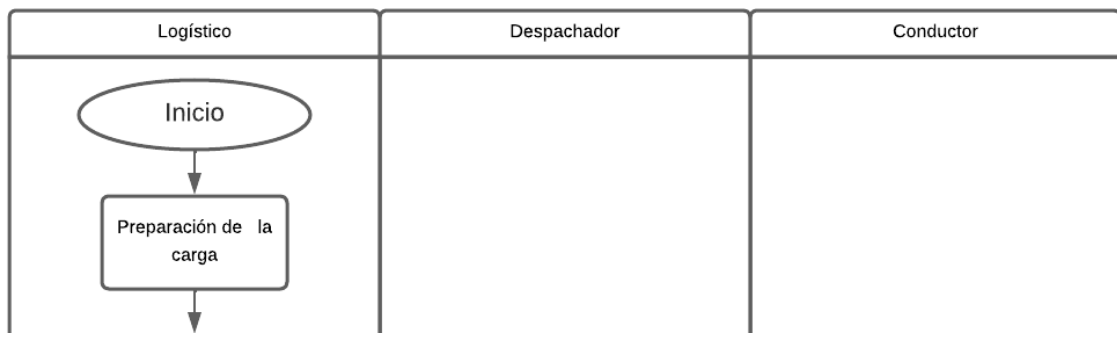 Logístico
Despachador
Conductor
Inicio
Preparación de la
carga